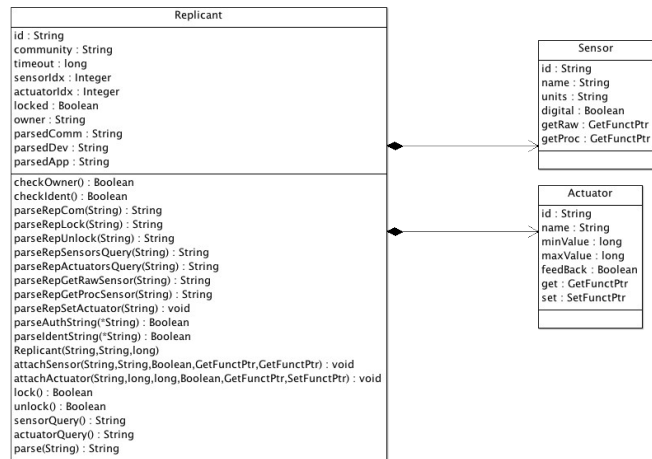 Replicant
id : String
community : String
timeout : long
sensorIdx : Integer
actuatorIdx : Integer
locked : Boolean
owner : String
parsedComm : String
parsedDev : String
parsedApp : String
checkOwner() : Boolean
checkIdent() : Boolean
parseRepCom(String) : String
parseRepLock(String) : String
parseRepUnlock(String) : String
parseRepSensorsQuery(String) : String
parseRepActuatorsQuery(String) : String
parseRepGetRawSensor(String) : String
parseRepGetProcSensor(String) : String
parseRepSetActuator(String) : void
parseAuthString(*String) : Boolean
parseIdentString(*String) : Boolean
Replicant(String,String,long)
attachSensor(String,String,Boolean,GetFunctPtr,GetFunctPtr) : void
attachActuator(String,long,long,Boolean,GetFunctPtr,SetFunctPtr) : void
lock() : Boolean
unlock() : Boolean
sensorQuery() : String
actuatorQuery() : String
parse(String) : String
Sensor
id : String
name : String
units : String
digital : Boolean
getRaw : GetFunctPtr
getProc : GetFunctPtr
Actuator
id : String
name : String
minValue : long
maxValue : long
feedBack : Boolean
get : GetFunctPtr
set : SetFunctPtr